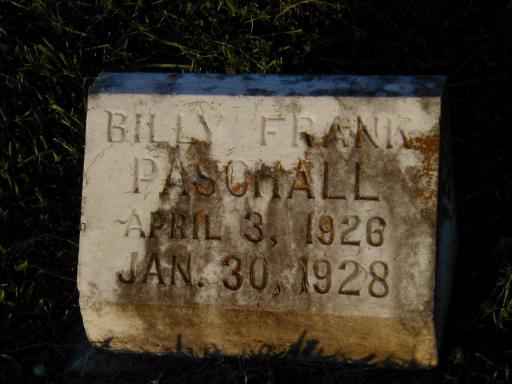 BILLY FRANK
PASCHALL
APRIL 3, 1926
JAN. 30, 1928